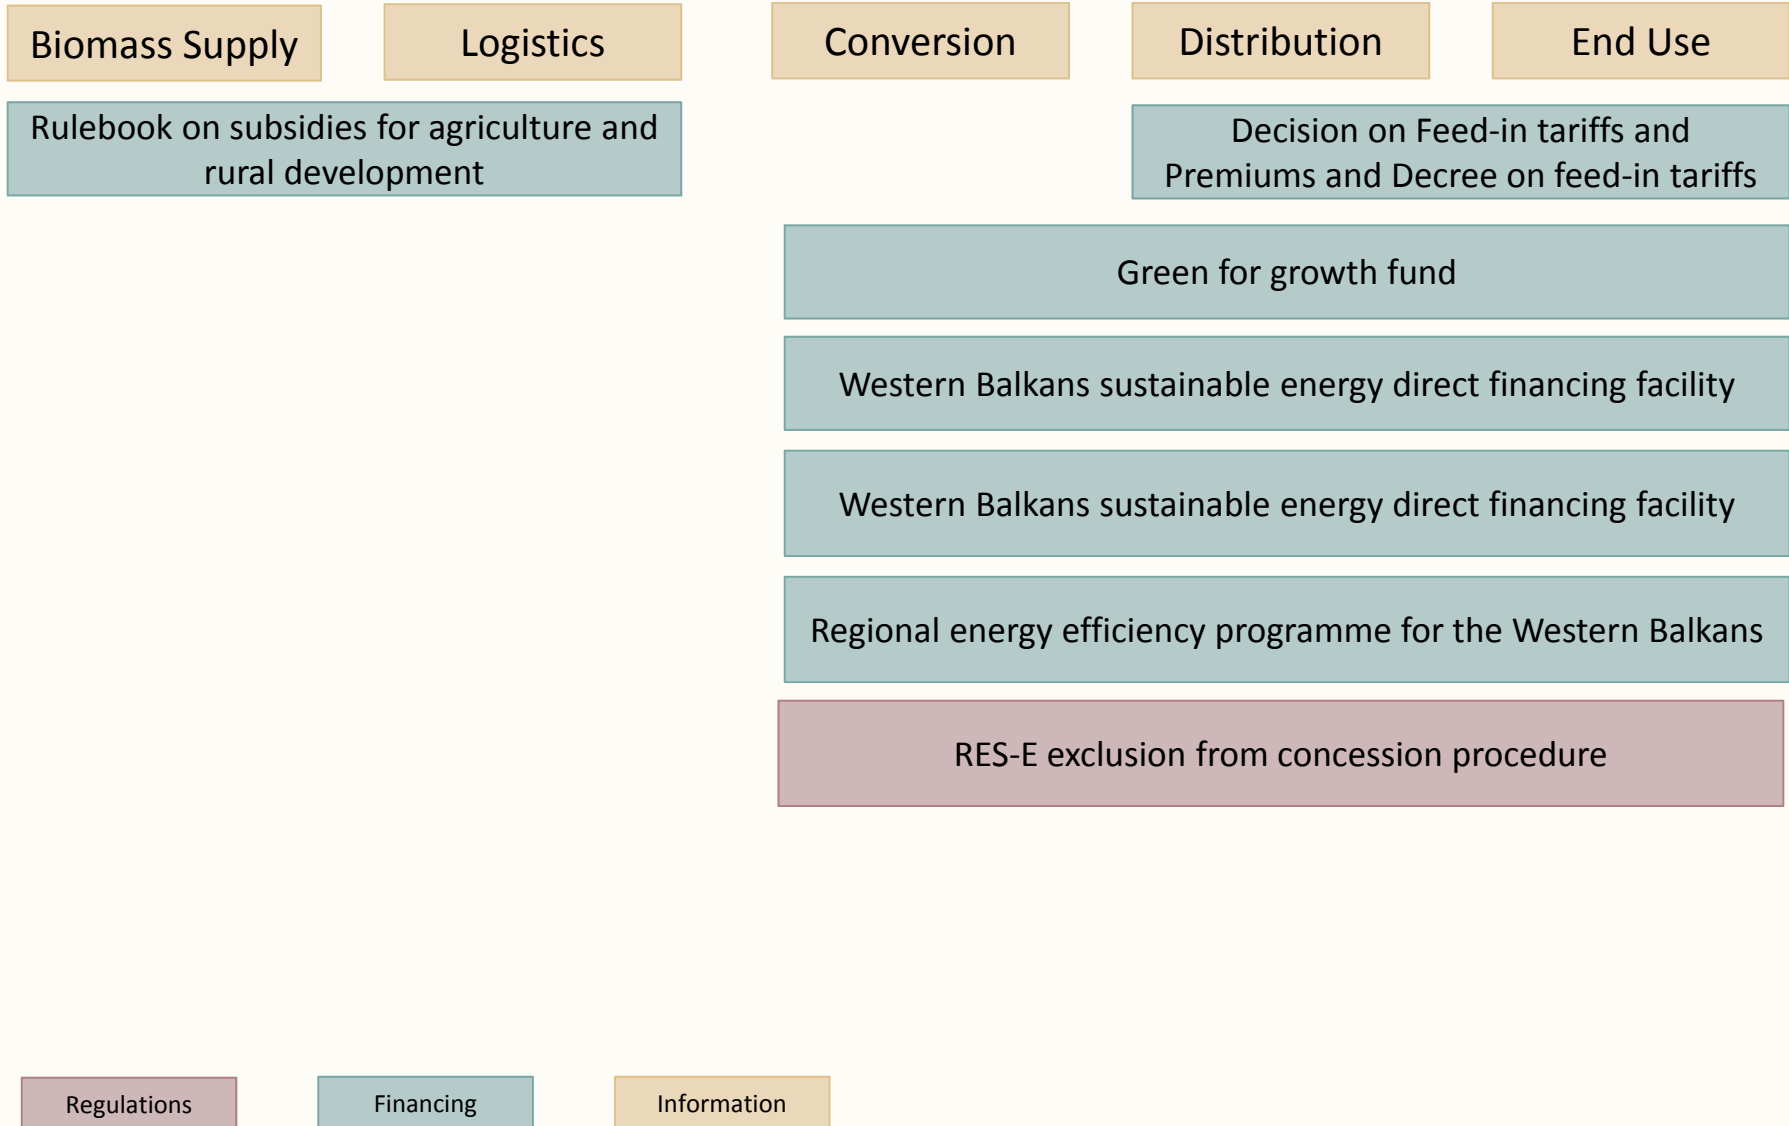 Biomass Supply
Logistics
Conversion
Distribution
End Use
Rulebook on subsidies for agriculture and
rural development
Decision on Feed-in tariffs and
Premiums and Decree on feed-in tariffs
Green for growth fund
Western Balkans sustainable energy direct financing facility
Western Balkans sustainable energy direct financing facility
Regional energy efficiency programme for the Western Balkans
RES-E exclusion from concession procedure
Regulations
Financing
Information